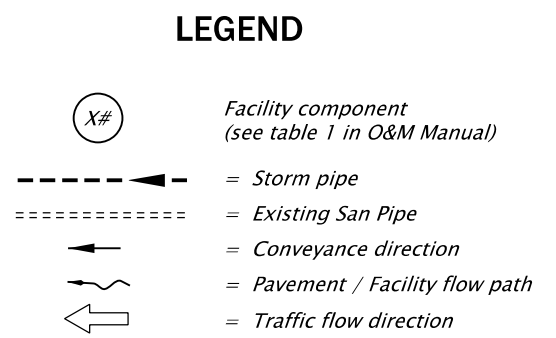 LEGEND
X# Facility component
(see table 1 in O&M Manual)
= Storm pipe
= Existing San Pipe
= Conveyance direction
= Pavement / Facility flow path
= Traffic flow direction